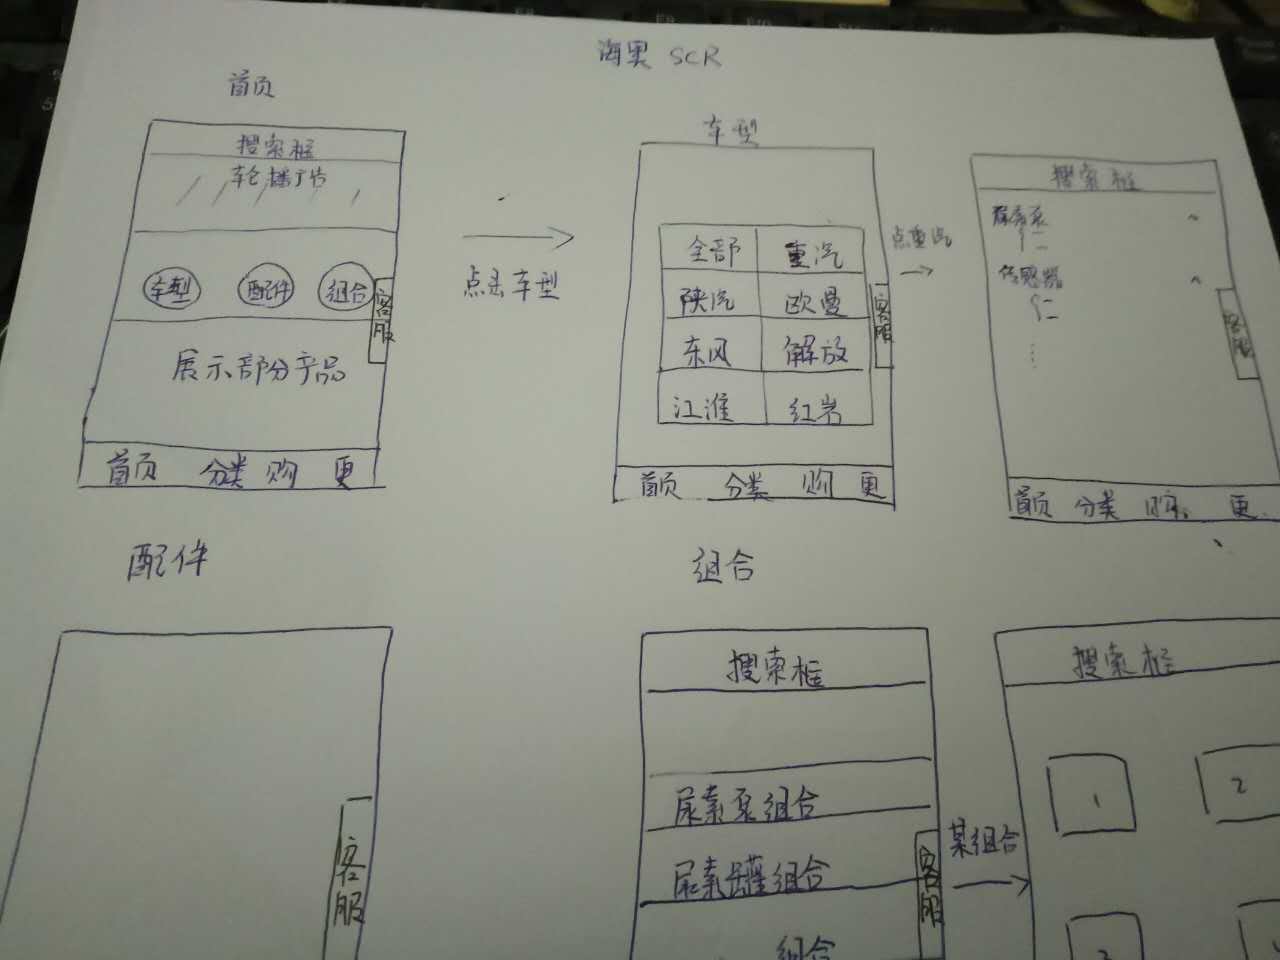 海奥 SCR
首页
搜索框
轮播广告
车型 配件 组合
客服
展示部分产品
首页 分类 购 更
点击车型
车型
全部 重汽
陕汽 欧曼
东风 解放
江淮 红岩
客服
首页 分类 购 更
点重汽
搜索框
尿素泵
传感器
客服
首页 分类 购 更
配件
客服
组合
搜索框
尿素泵组合
尿素罐组合
组合
客服
某组合
搜索框
1 2
3